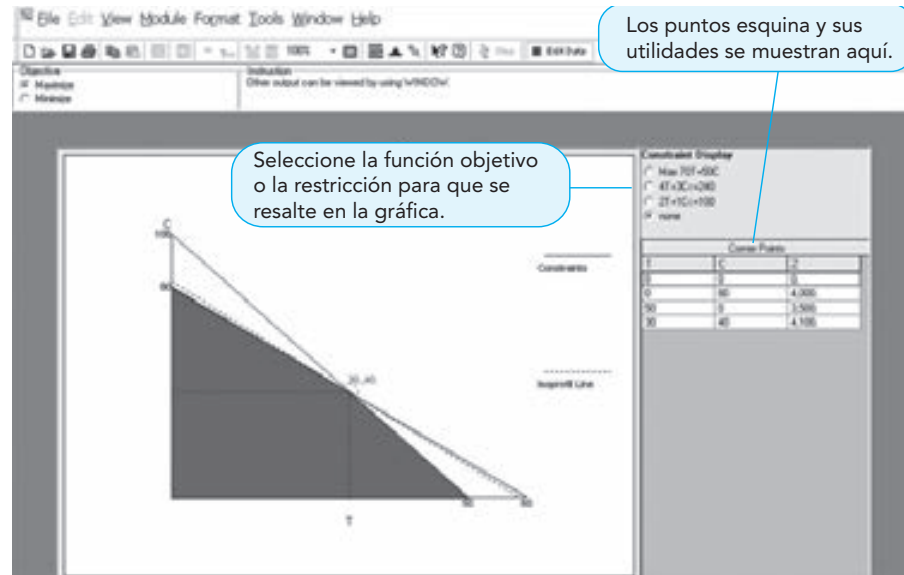 File Edit View Module Format Tools Window Help
Los puntos esquina y sus
utilidades se muestran aquí.
100%
Edit Data
Objective
Maximize
Minimize
Instruction
Other output can be viewed by using WINDOW.
Seleccione la función objetivo
o la restricción para que se
resalte en la gráfica.
Constraint Display
Max 70T+50C
4T+3C<=240
2T+1C<=100
none
Corner Points
T C Z
0 0 0
0 80 4,000
50 0 3,500
30 40 4,100
C
100
80
Constraints
Isoprofit Line
50 60
T